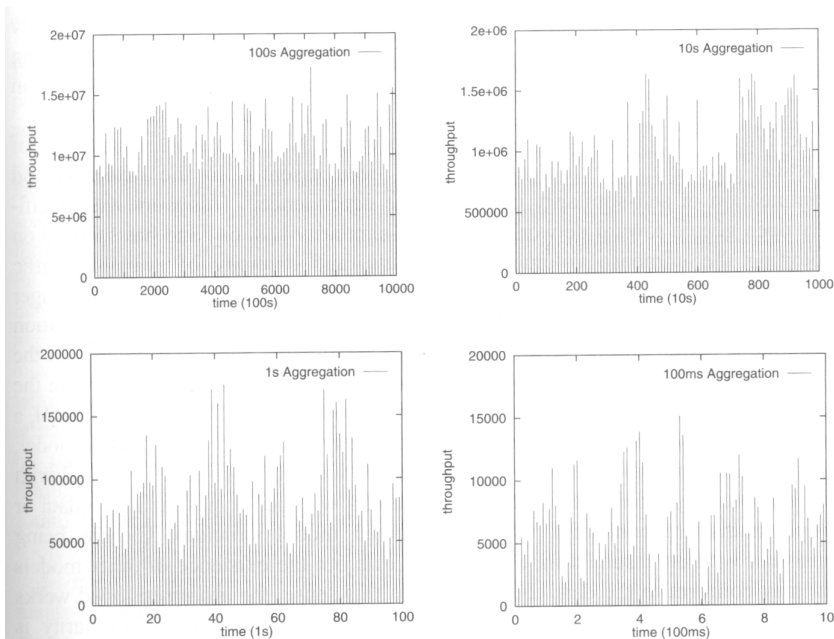 2e+07
100s Aggregation
1.5e+07
1e+07
5e+06
0
throughput
0 2000 4000 6000 8000 10000
time (100s)
2e+06
10s Aggregation
1.5e+06
1e+06
500000
0
throughput
0 200 400 600 800 1000
time (10s)
200000
1s Aggregation
150000
100000
50000
0
throughput
0 20 40 60 80 100
time (1s)
20000
100ms Aggregation
15000
10000
5000
0
throughput
0 2 4 6 8 10
time (100ms)